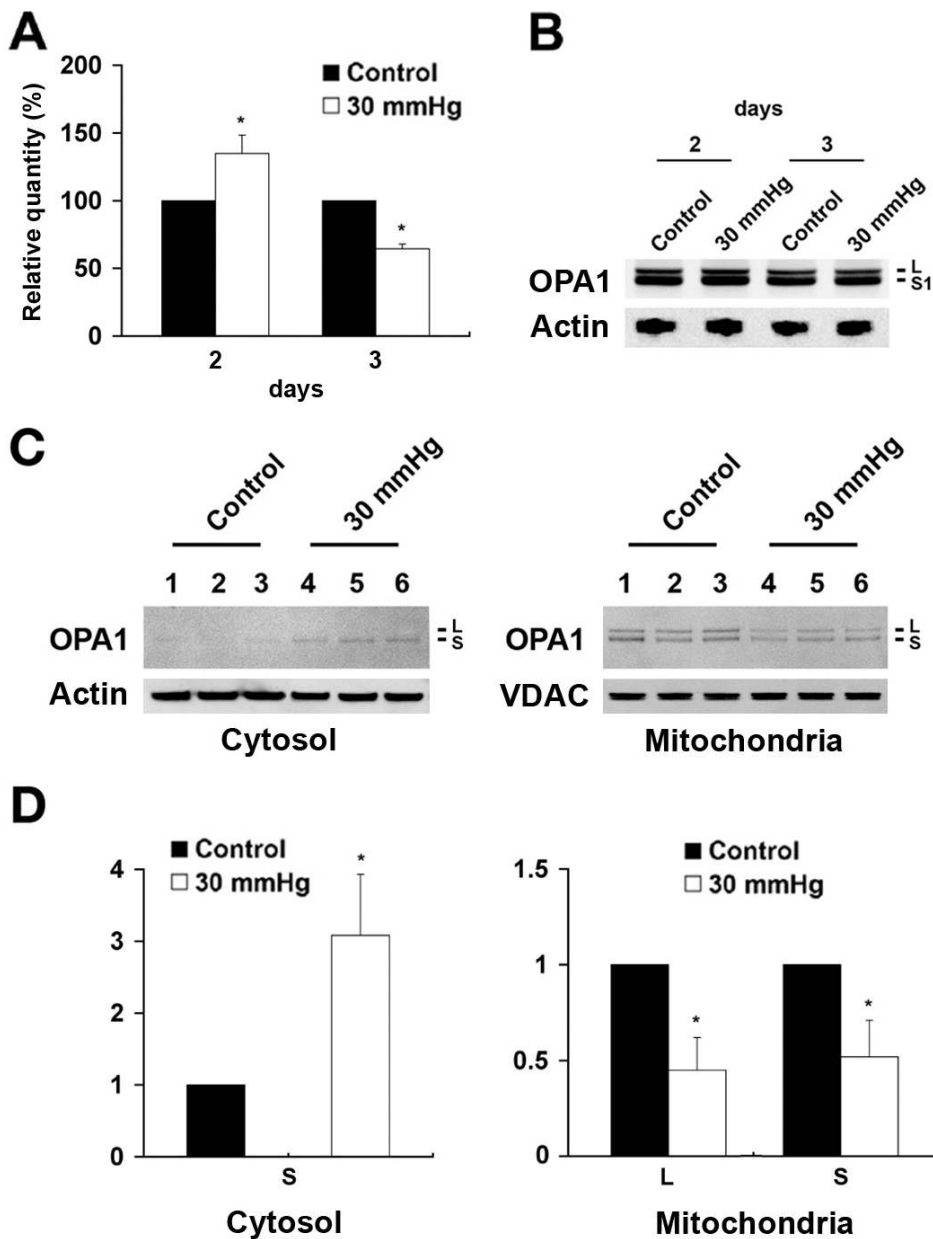 A
Relative quantity (%)
200
150
100
50
0
Control
30 mmHg
*
*
2 3
days
B
days
2 3
Control 30 mmHg Control 30 mmHg
OPA1
L
S1
Actin
C
Control 30 mmHg
1 2 3 4 5 6
OPA1
L
S
Actin
Cytosol
Control 30 mmHg
1 2 3 4 5 6
OPA1
L
S
VDAC
Mitochondria
D
Control
30 mmHg
4
3
2
1
0
*
S
Cytosol
Control
30 mmHg
1.5
1
0.5
0
*
*
L S
Mitochondria